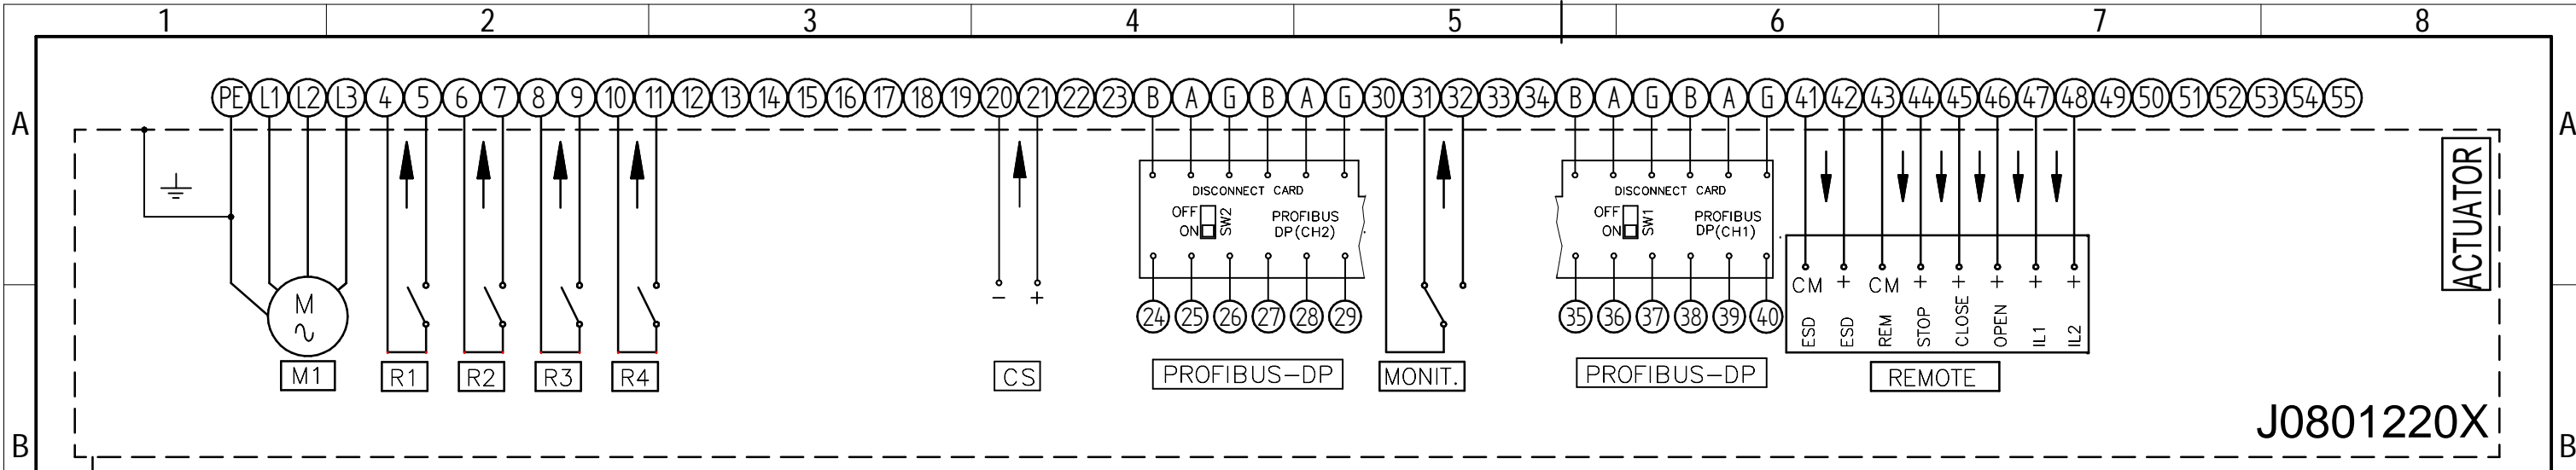 1 2 3 4 5 6 7 8
PE L1 L2 L3 4 5 6 7 8 9 10 11 12 13 14 15 16 17 18 19 20 21 22 23 B A G B A G 30 31 32 33 34 B A G B A G 41 42 43 44 45 46 47 48 49 50 51 52 53 54 55
A A
ACTUATOR
DISCONNECT CARD
OFF
ON
SW2
PROFIBUS
DP(CH2)
DISCONNECT CARD
OFF
ON
SW1
PROFIBUS
DP(CH1)
M
- +
24 25 26 27 28 29
35 36 37 38 39 40
CM + CM + + + + +
ESD ESD REM STOP CLOSE OPEN IL1 IL2
M1 R1 R2 R3 R4 CS PROFIBUS-DP MONIT. PROFIBUS-DP REMOTE
J0801220X
B B